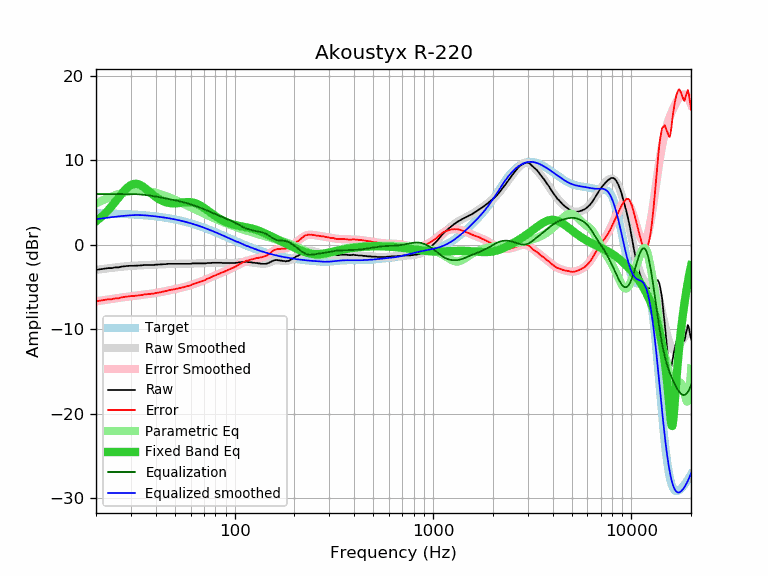 Akoustyx R-220
20
10
0
−10
−20
−30
Amplitude (dBr)
Target
Raw Smoothed
Error Smoothed
Raw
Error
Parametric Eq
Fixed Band Eq
Equalization
Equalized smoothed
100
1000
10000
Frequency (Hz)